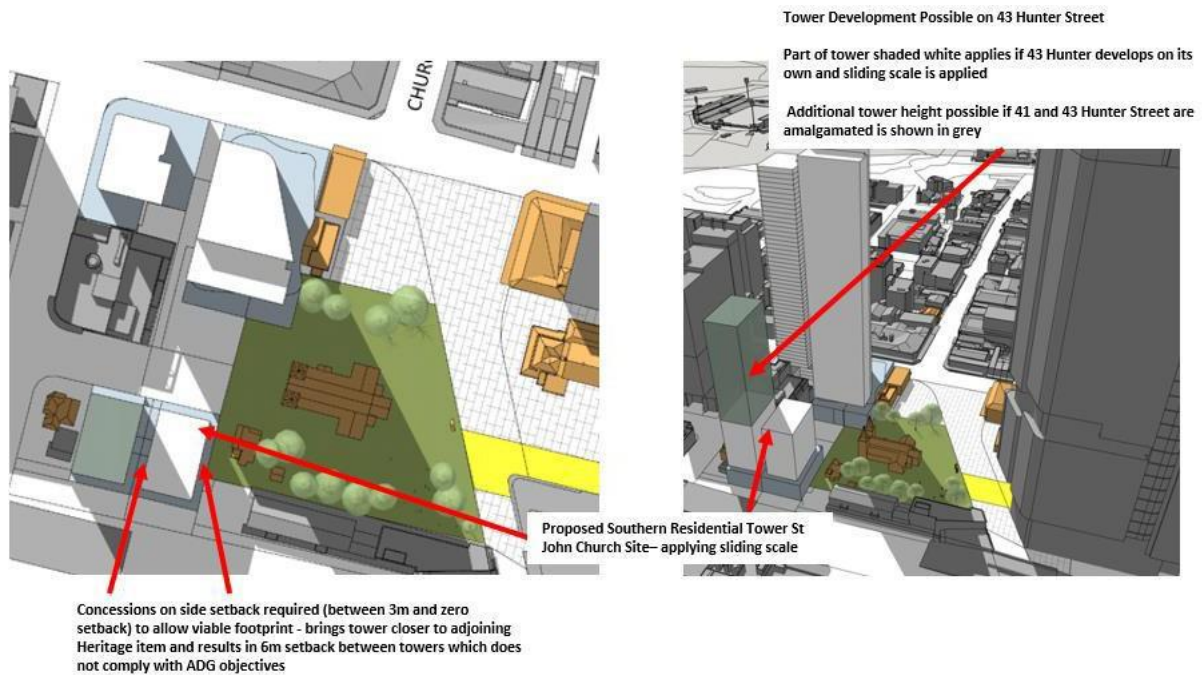 Tower Development Possible on 43 Hunter Street
Part of tower shaded white applies if 43 Hunter develops on its
own and sliding scale is applied
Additional tower height possible if 41 and 43 Hunter Street are
amalgamated is shown in grey
CHUR
Proposed Southern Residential Tower St
John Church Site– applying sliding scale
Concessions on side setback required (between 3m and zero
setback) to allow viable footprint - brings tower closer to adjoining
Heritage item and results in 6m setback between towers which does
not comply with ADG objectives